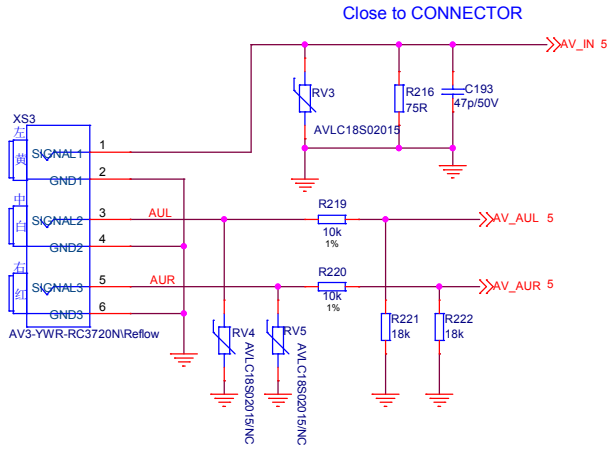 Close to CONNECTOR
AV_IN 5
RV3
AVLC18S02015
R216
75R
C193
47p/50V
XS3
左
黄
SIGNAL1
1
GND1
2
中
白
SIGNAL2
3
AUL
GND2
4
右
红
SIGNAL3
5
AUR
GND3
6
AV3-YWR-RC3720N\Reflow
R219
10k
1%
AV_AUL 5
R220
10k
1%
AV_AUR 5
RV4
AVLC18S02015/NC
RV5
AVLC18S02015/NC
R221
18k
R222
18k